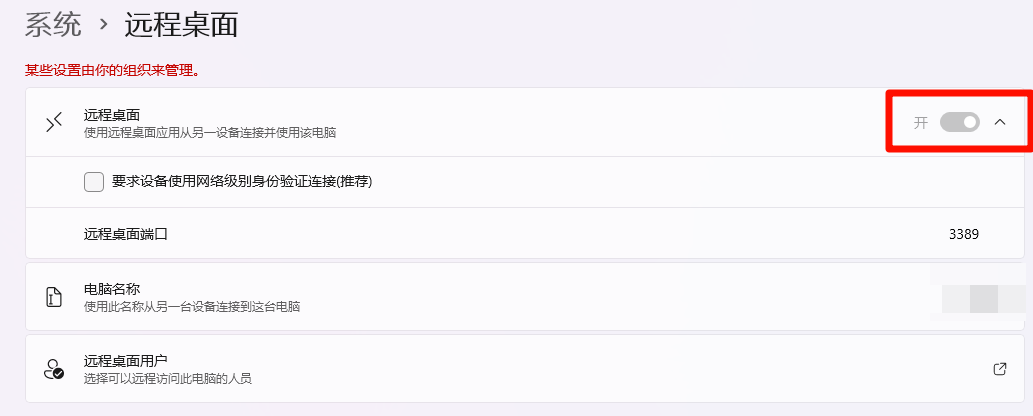 系统 › 远程桌面
某些设置由你的组织来管理。
远程桌面
使用远程桌面应用从另一设备连接并使用该电脑
开
要求设备使用网络级别身份验证连接(推荐)
远程桌面端口
3389
电脑名称
使用此名称从另一台设备连接到这台电脑
远程桌面用户
选择可以远程访问此电脑的人员